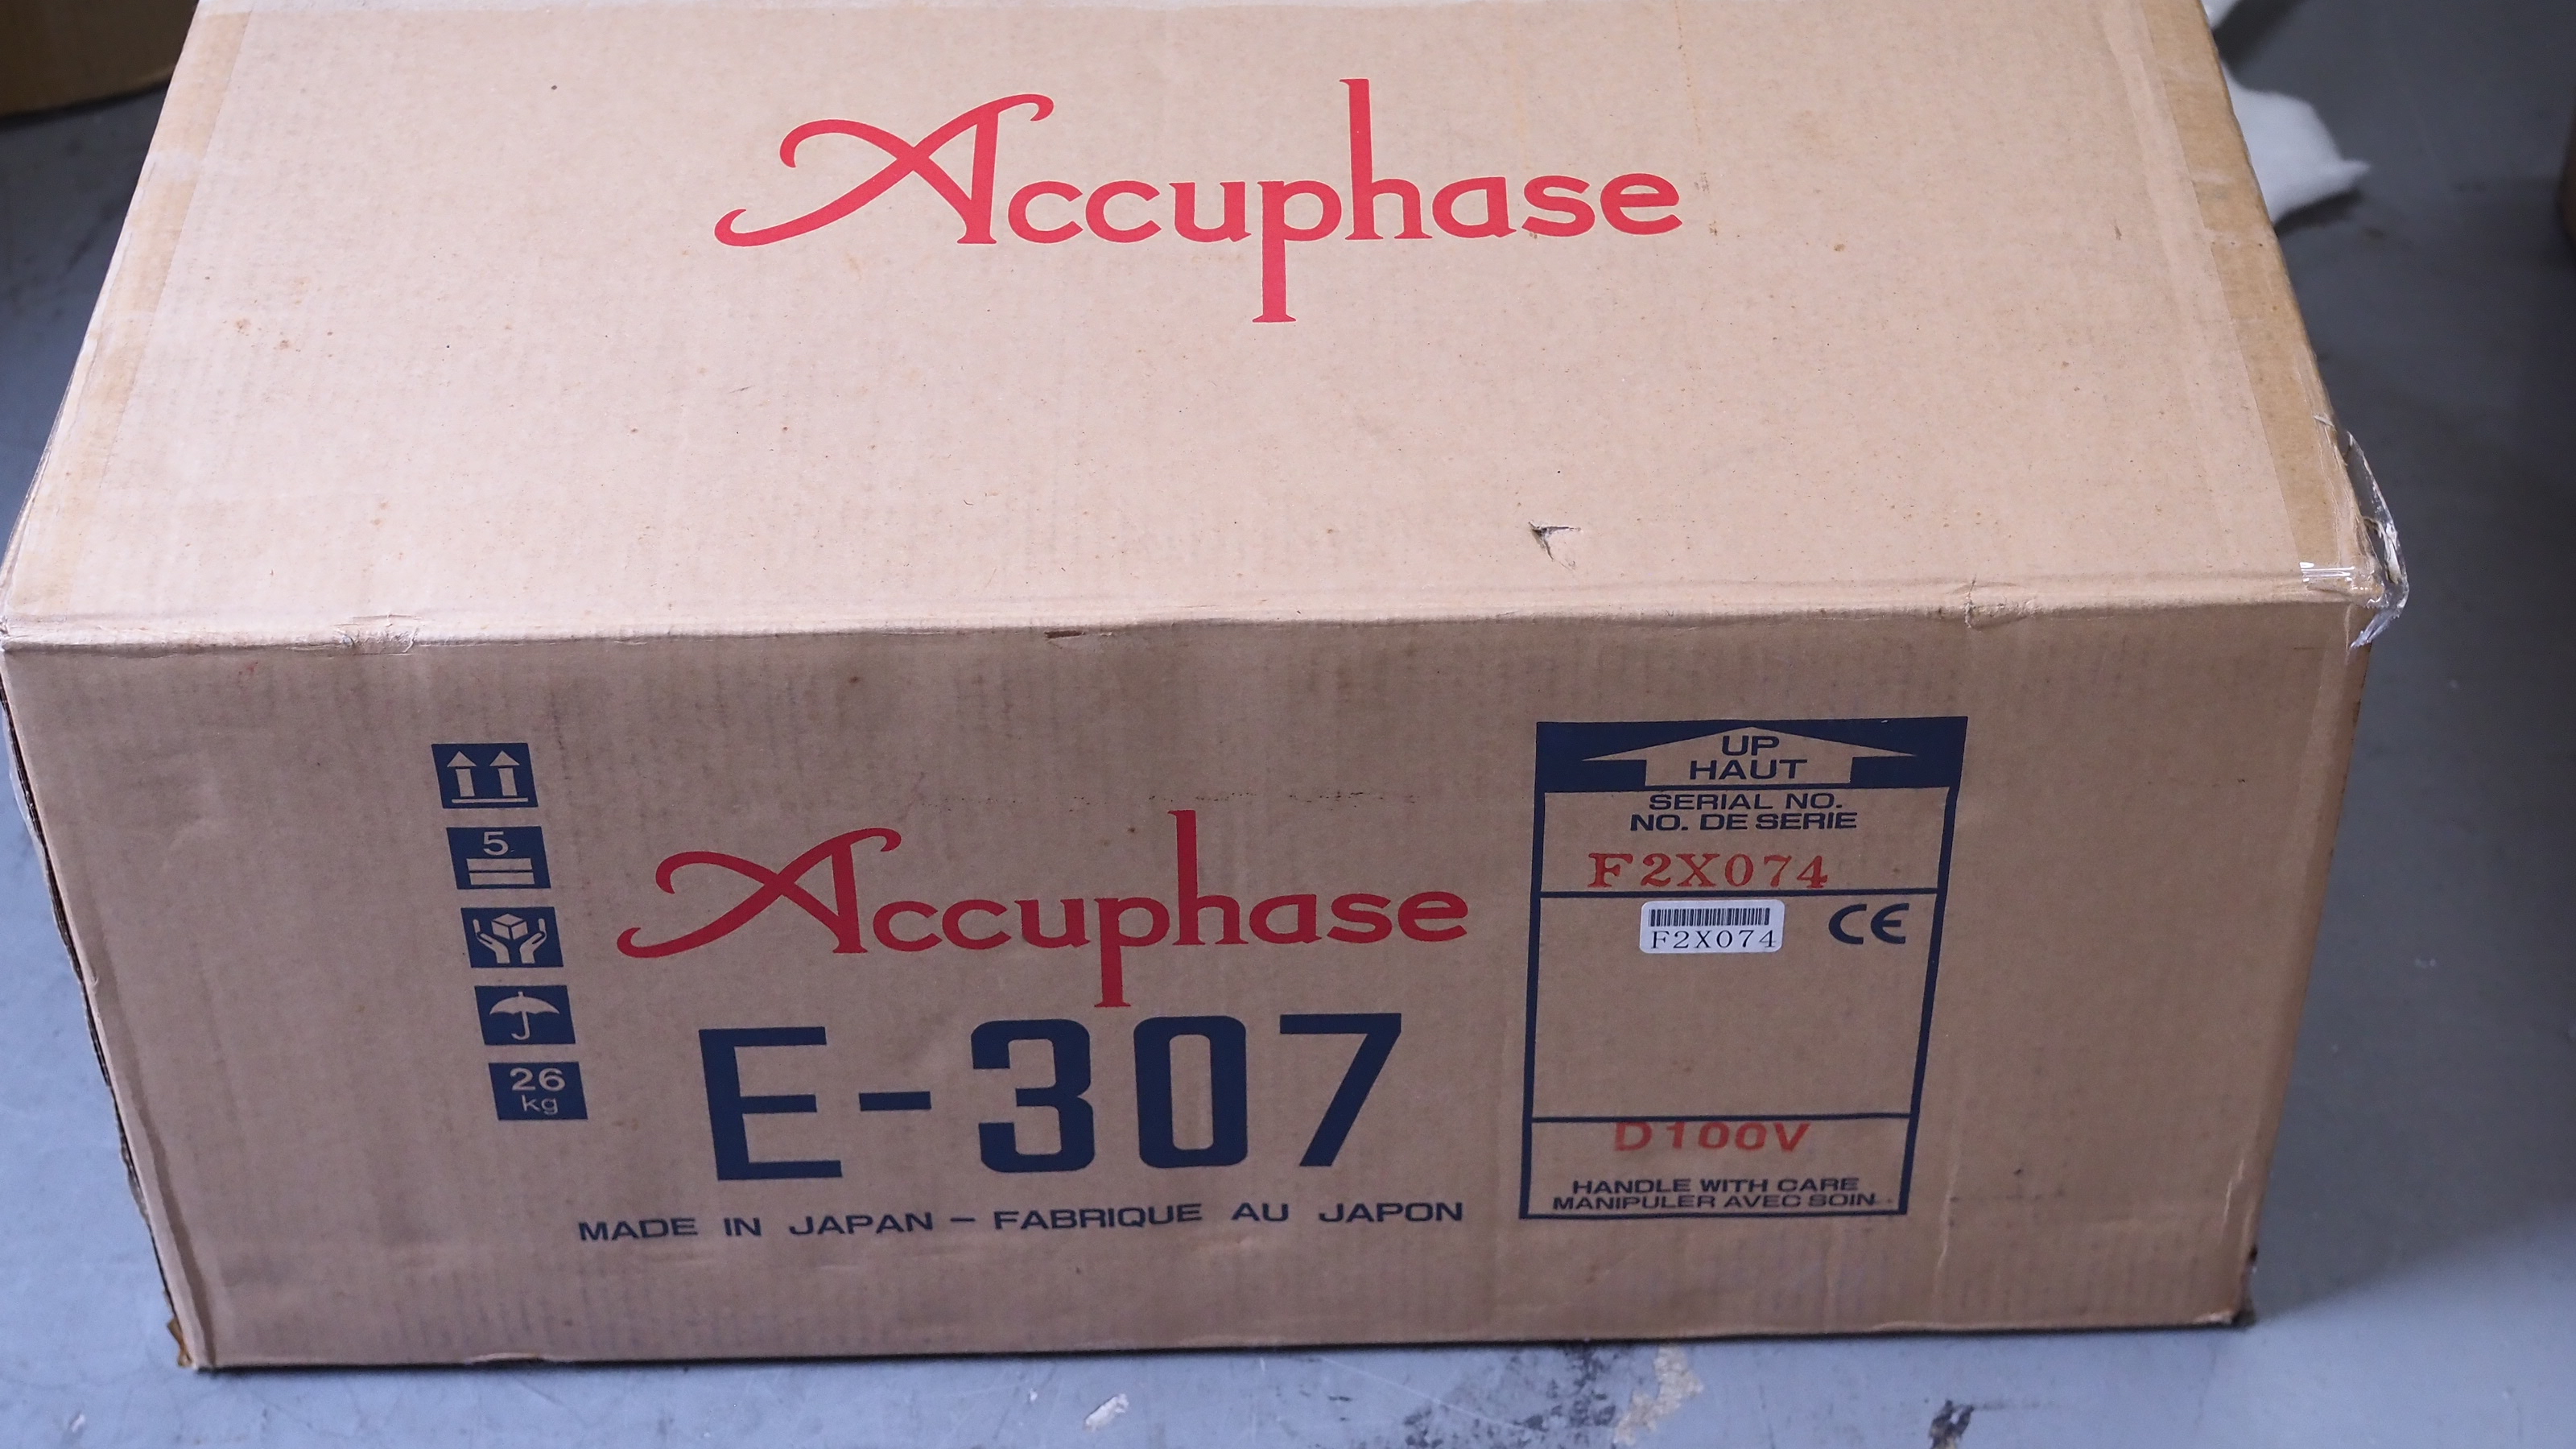 Accuphase
5
26
kg
Accuphase
E-307
MADE IN JAPAN - FABRIQUE AU JAPON
UP
HAUT
SERIAL NO.
NO. DE SERIE
F2X074
F2X074
CE
D100V
HANDLE WITH CARE
MANIPULER AVEC SOIN